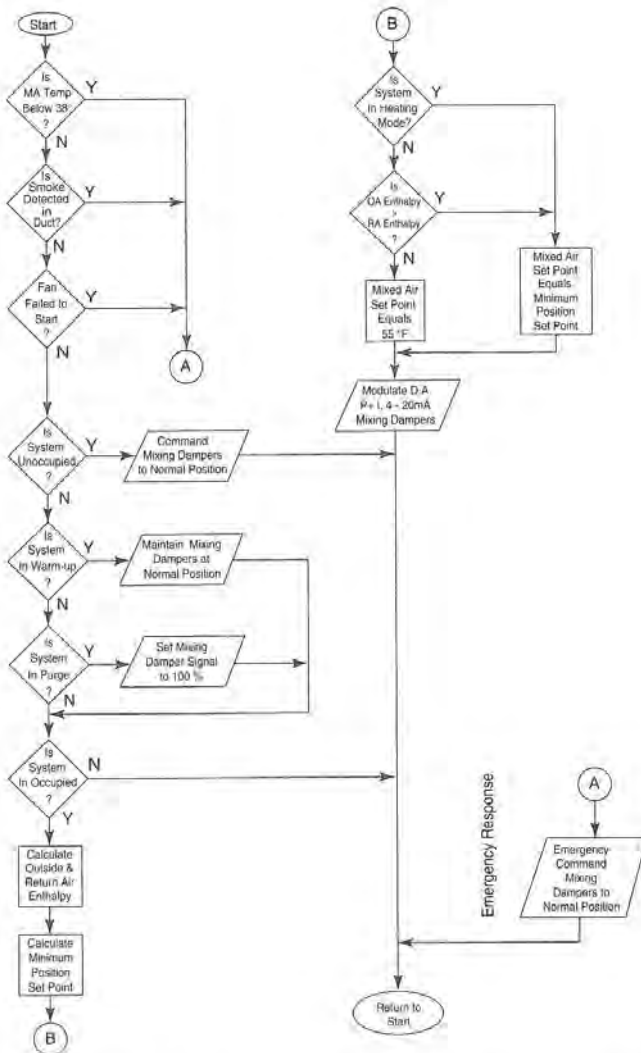 Start
Is
MA Temp
Below 38°
?
Y
N
Is
Smoke
Detected
in
Duct?
Y
N
Fan
Failed to
Start
?
Y
N
A
Is
System
Unoccupied
?
Y
N
Command
Mixing Dampers
to Normal Position
Is
System
In Warm-up
?
Y
N
Maintain Mixing
Dampers at
Normal Position
Is
System
In Purge
?
Y
N
Set Mixing
Damper Signal
to 100 %
Is
System
In Occupied
?
N
Y
Calculate
Outside &
Return Air
Enthalpy
Calculate
Minimum
Position
Set Point
B
B
Is
System
In Heating
Mode?
Y
N
Is
OA Enthalpy
>
RA Enthalpy
?
Y
N
Mixed Air
Set Point
Equals
55 °F
Mixed Air
Set Point
Equals
Minimum
Position
Set Point
Modulate D.A
P+ I, 4 - 20mA
Mixing Dampers
Emergency Response
A
Emergency-
Command
Mixing
Dampers to
Normal Position
Return to
Start